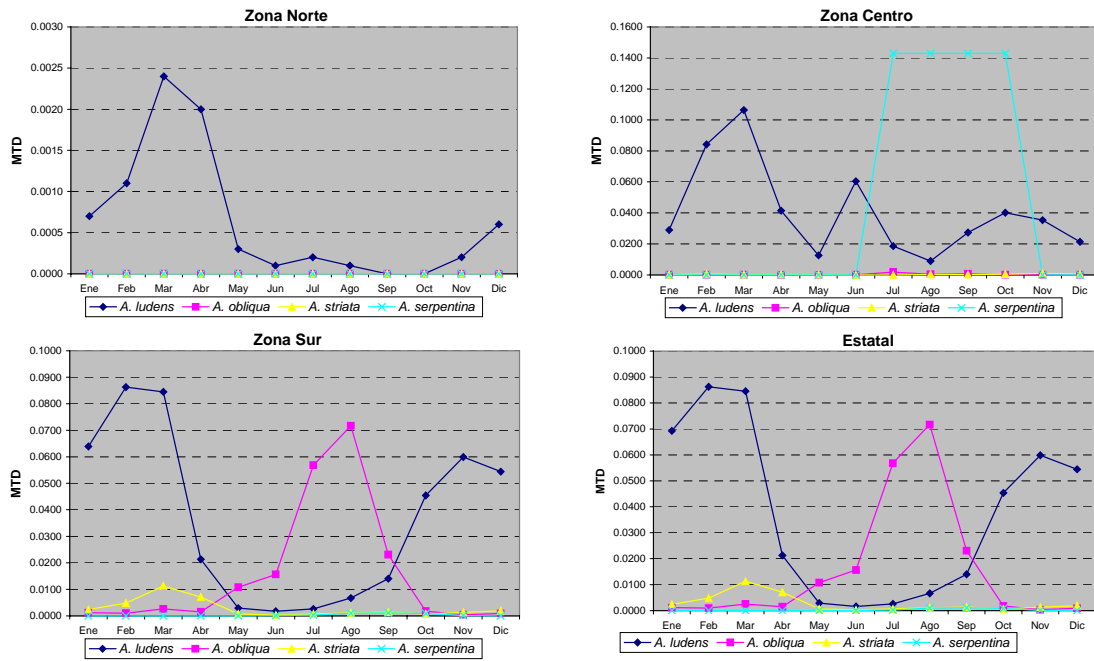 Zona Norte
MTD
0.0030
0.0025
0.0020
0.0015
0.0010
0.0005
0.0000
Ene Feb Mar Abr May Jun Jul Ago Sep Oct Nov Dic
A. ludens A. obliqua A. striata A. serpentina
Zona Centro
MTD
0.1600
0.1400
0.1200
0.1000
0.0800
0.0600
0.0400
0.0200
0.0000
Ene Feb Mar Abr May Jun Jul Ago Sep Oct Nov Dic
A. ludens A. obliqua A. striata A. serpentina
Zona Sur
MTD
0.1000
0.0900
0.0800
0.0700
0.0600
0.0500
0.0400
0.0300
0.0200
0.0100
0.0000
Ene Feb Mar Abr May Jun Jul Ago Sep Oct Nov Dic
A. ludens A. obliqua A. striata A. serpentina
Estatal
MTD
0.1000
0.0900
0.0800
0.0700
0.0600
0.0500
0.0400
0.0300
0.0200
0.0100
0.0000
Ene Feb Mar Abr May Jun Jul Ago Sep Oct Nov Dic
A. ludens A. obliqua A. striata A. serpentina